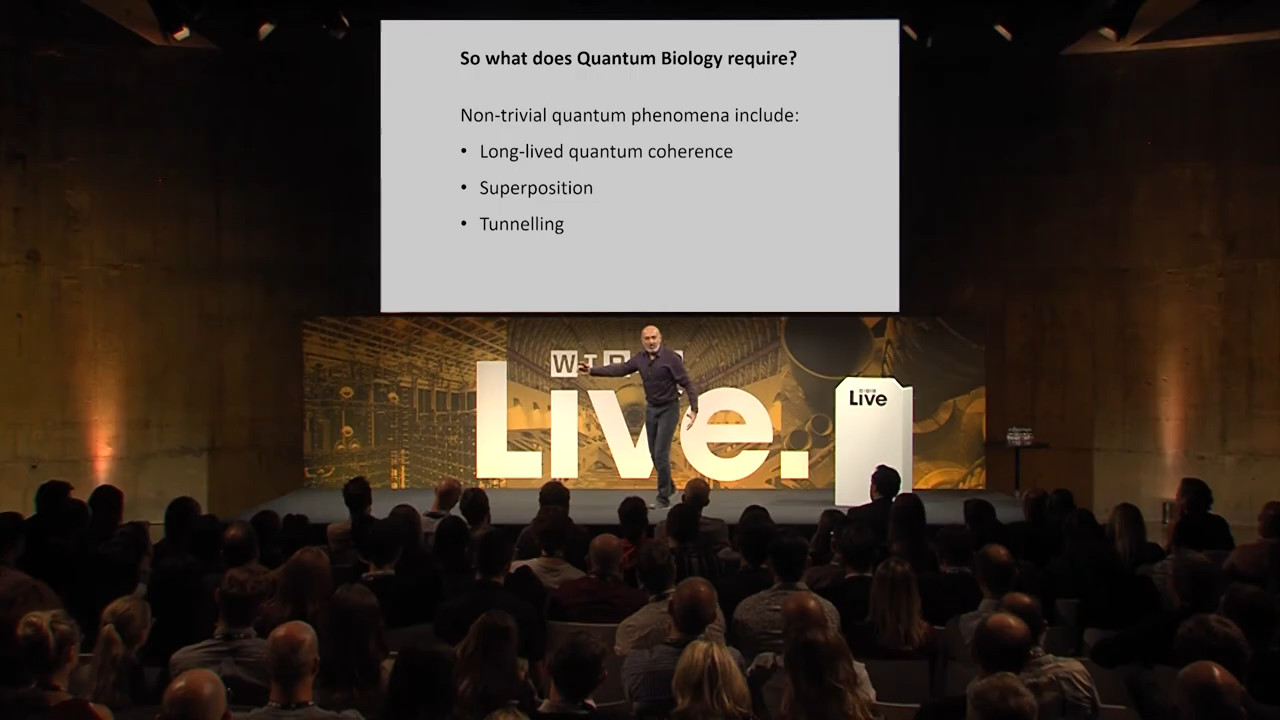 So what does Quantum Biology require?
Non-trivial quantum phenomena include:
• Long-lived quantum coherence
• Superposition
• Tunnelling
Live.
Live